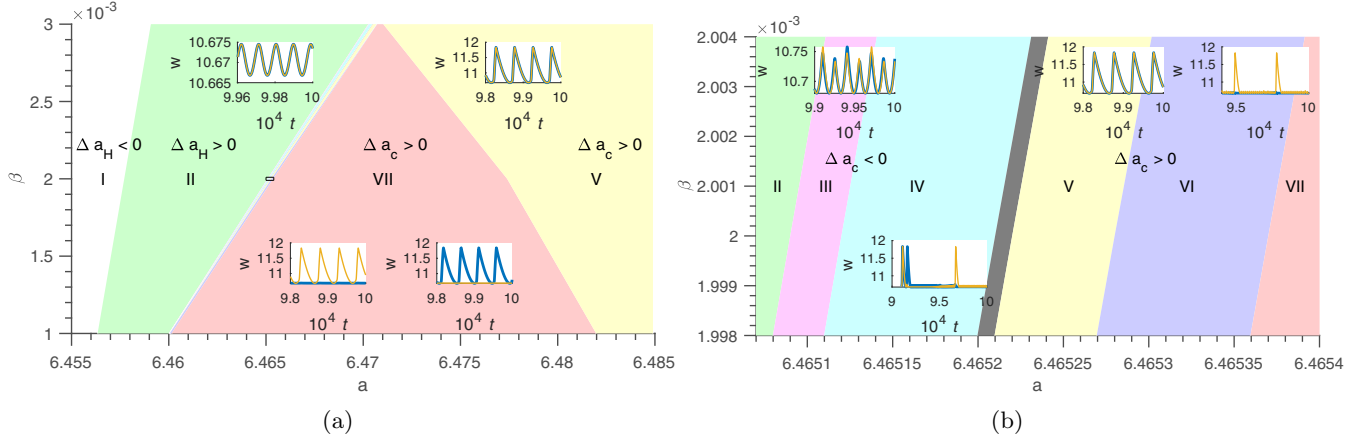 ×10⁻³
3
2.5
2
1.5
1
β
6.455
6.46
6.465
6.47
6.475
6.48
6.485
a
Δ a_H < 0
Δ a_H > 0
Δ a_c > 0
Δ a_c > 0
I
II
VII
V
w
10.675
10.67
10.665
9.96
9.98
10
10⁴ t
w
12
11.5
11
9.8
9.9
10
10⁴ t
w
12
11
9.8
9.9
10
10⁴ t
w
12
11
9.8
9.9
10
10⁴ t
(a)
×10⁻³
2.004
2.003
2.002
2.001
2
1.999
1.998
β
6.4651
6.46515
6.4652
6.46525
6.4653
6.46535
6.4654
a
Δ a_c < 0
Δ a_c > 0
II
III
IV
V
VI
VII
w
10.75
10.7
9.9
9.95
10
10⁴ t
w
12
11.5
11
9.8
9.9
10
10⁴ t
w
12
11.5
11
9.5
10
10⁴ t
w
12
11
9
9.5
10
10⁴ t
(b)